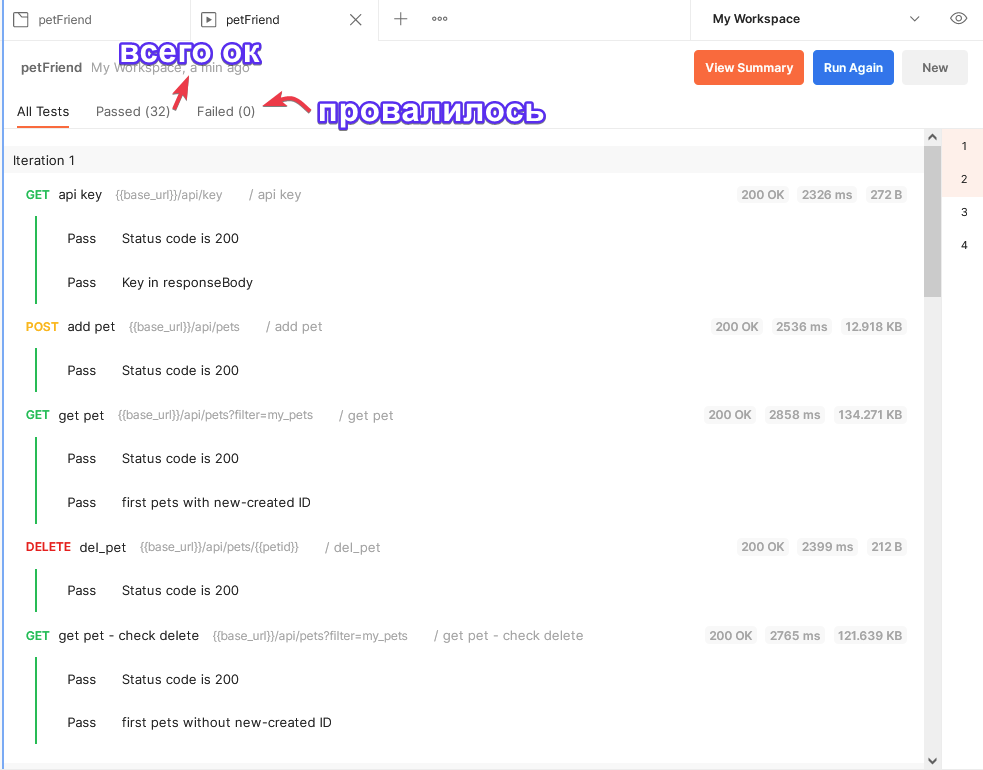 petFriend petFriend My Workspace
всего ок
petFriend My Workspace, a min ago View Summary Run Again New
All Tests Passed (32) Failed (0) провалилось
Iteration 1
GET api key {{base_url}}/api/key / api key 200 OK 2326 ms 272 B
Pass Status code is 200
Pass Key in responseBody
POST add pet {{base_url}}/api/pets / add pet 200 OK 2536 ms 12.918 KB
Pass Status code is 200
GET get pet {{base_url}}/api/pets?filter=my_pets / get pet 200 OK 2858 ms 134.271 KB
Pass Status code is 200
Pass first pets with new-created ID
DELETE del_pet {{base_url}}/api/pets/{{petid}} / del_pet 200 OK 2399 ms 212 B
Pass Status code is 200
GET get pet - check delete {{base_url}}/api/pets?filter=my_pets / get pet - check delete 200 OK 2765 ms 121.639 KB
Pass Status code is 200
Pass first pets without new-created ID
1
2
3
4